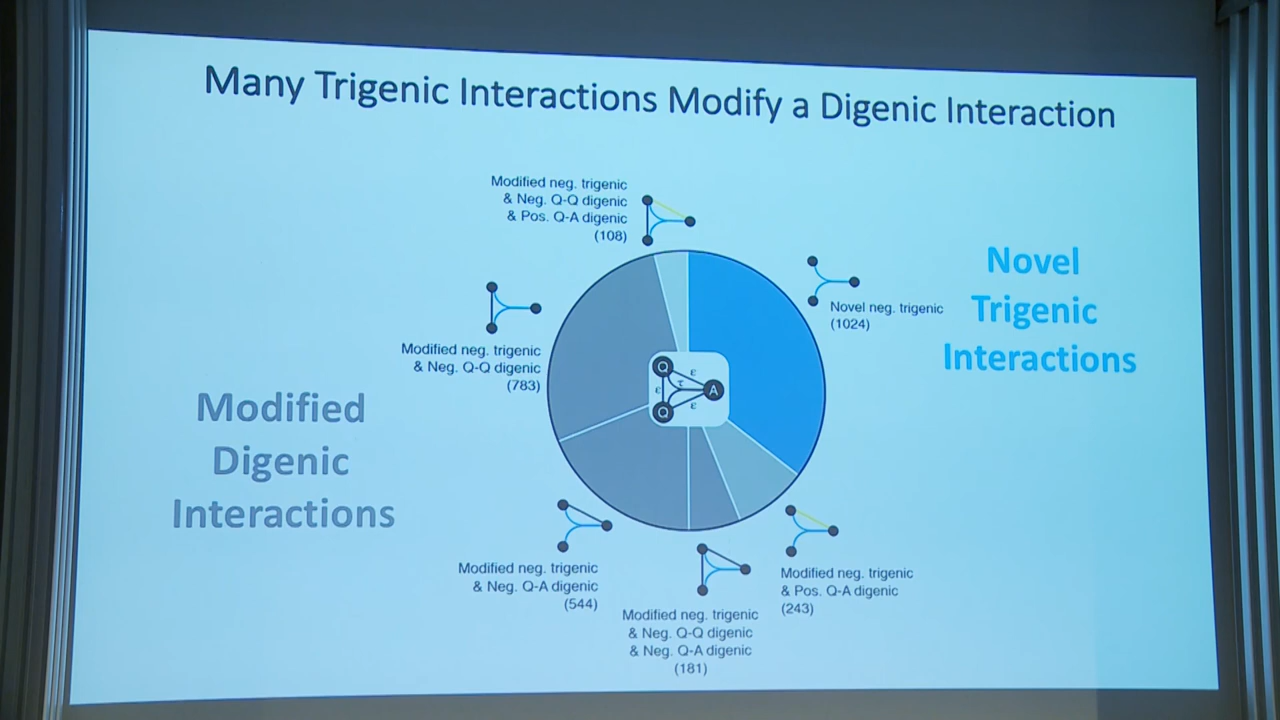 Many Trigenic Interactions Modify a Digenic Interaction
Modified neg. trigenic
& Neg. Q-Q digenic
& Pos. Q-A digenic
(108)
Novel neg. trigenic
(1024)
Novel
Trigenic
Interactions
Modified neg. trigenic
& Neg. Q-Q digenic
(783)
Q
ε
ε
τ
A
Q
ε
Modified
Digenic
Interactions
Modified neg. trigenic
& Neg. Q-A digenic
(544)
Modified neg. trigenic
& Neg. Q-Q digenic
& Neg. Q-A digenic
(181)
Modified neg. trigenic
& Pos. Q-A digenic
(243)